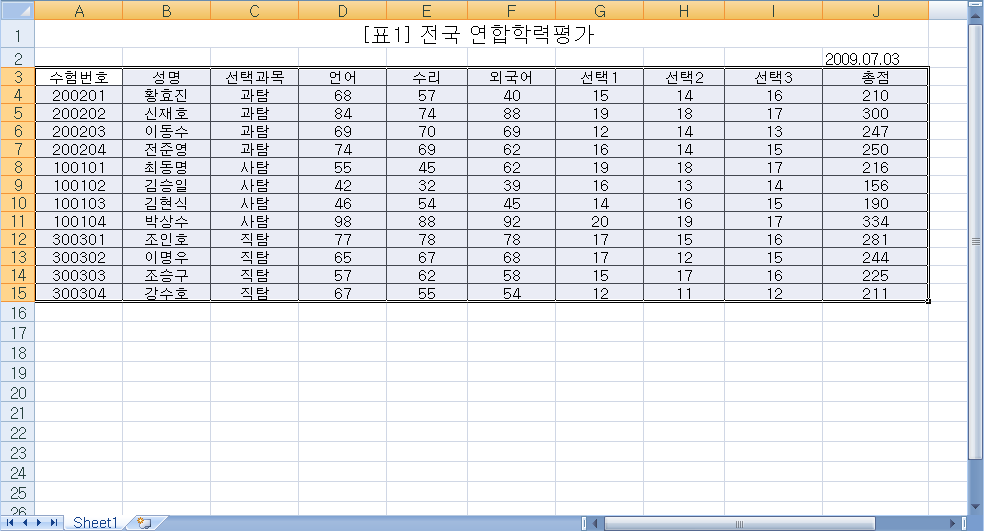 A B C D E F G H I J
1 [표1] 전국 연합학력평가
2 2009.07.03
3 수험번호 성명 선택과목 언어 수리 외국어 선택1 선택2 선택3 총점
4 200201 황효진 과탐 68 57 40 15 14 16 210
5 200202 신재호 과탐 84 74 88 19 18 17 300
6 200203 이동수 과탐 69 70 69 12 14 13 247
7 200204 전준영 과탐 74 69 62 16 14 15 250
8 100101 최동명 사탐 55 45 62 19 18 17 216
9 100102 김승일 사탐 42 32 39 16 13 14 156
10 100103 김현식 사탐 46 54 45 14 16 15 190
11 100104 박상수 사탐 98 88 92 20 19 17 334
12 300301 조민호 직탐 77 78 78 17 15 16 281
13 300302 이명우 직탐 65 67 68 17 12 15 244
14 300303 조승구 직탐 57 62 58 15 17 16 225
15 300304 강수호 직탐 67 55 54 12 11 12 211
16
17
18
19
20
21
22
23
24
25
26
Sheet1